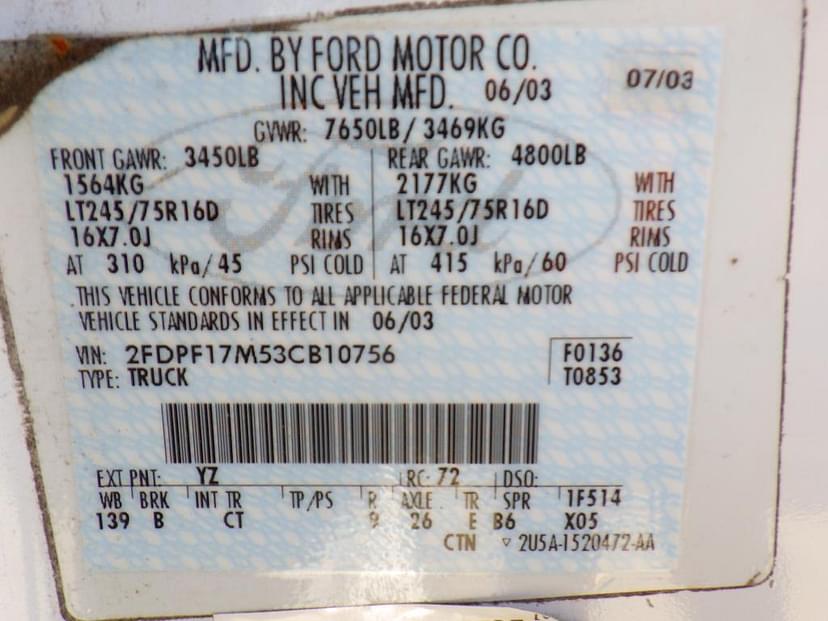 MFD. BY FORD MOTOR CO.
INC VEH MFD. 06/03 07/03
GVWR: 7650LB/ 3469KG
FRONT GAWR: 3450LB REAR GAWR: 4800LB
1564KG WITH 2177KG WITH
LT245/75R16D TIRES LT245/75R16D TIRES
16X7.0J RIMS 16X7.0J RIMS
AT 310 kPa/45 PSI COLD AT 415 kPa/60 PSI COLD
THIS VEHICLE CONFORMS TO ALL APPLICABLE FEDERAL MOTOR
VEHICLE STANDARDS IN EFFECT IN 06/03
VIN: 2FDPF17M53CB10756 F0136
TYPE: TRUCK T0853
EXT PNT: YZ RC: 72 DSO:
WB BRK INT TR TP/PS R AXLE TR SPR 1F514
139 B CT 9 26 E B6 X05
CTN ▽ 2U5A-1520472-AA